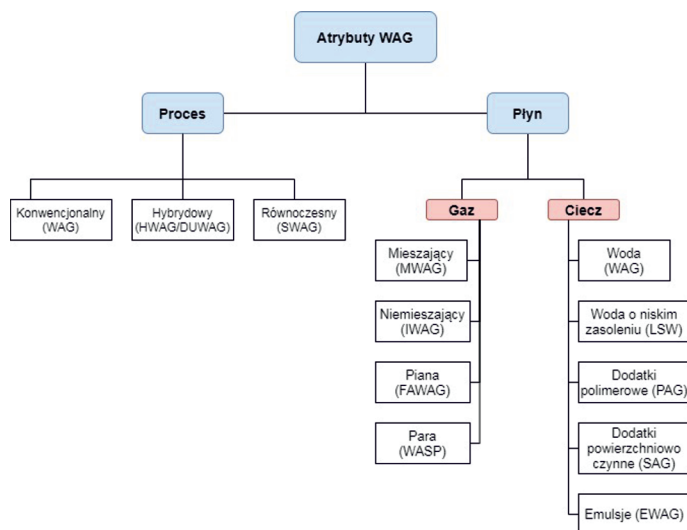 Atrybuty WAG
Proces
Płyn
Konwencjonalny
(WAG)
Hybrydowy
(HWAG/DUWAG)
Równoczesny
(SWAG)
Gaz
Ciecz
Mieszający
(MWAG)
Niemieszający
(IWAG)
Piana
(FAWAG)
Para
(WASP)
Woda
(WAG)
Woda o niskim
zasoleniu (LSW)
Dodatki
polimerowe (PAG)
Dodatki
powierzchniowo
czynne (SAG)
Emulsje (EWAG)